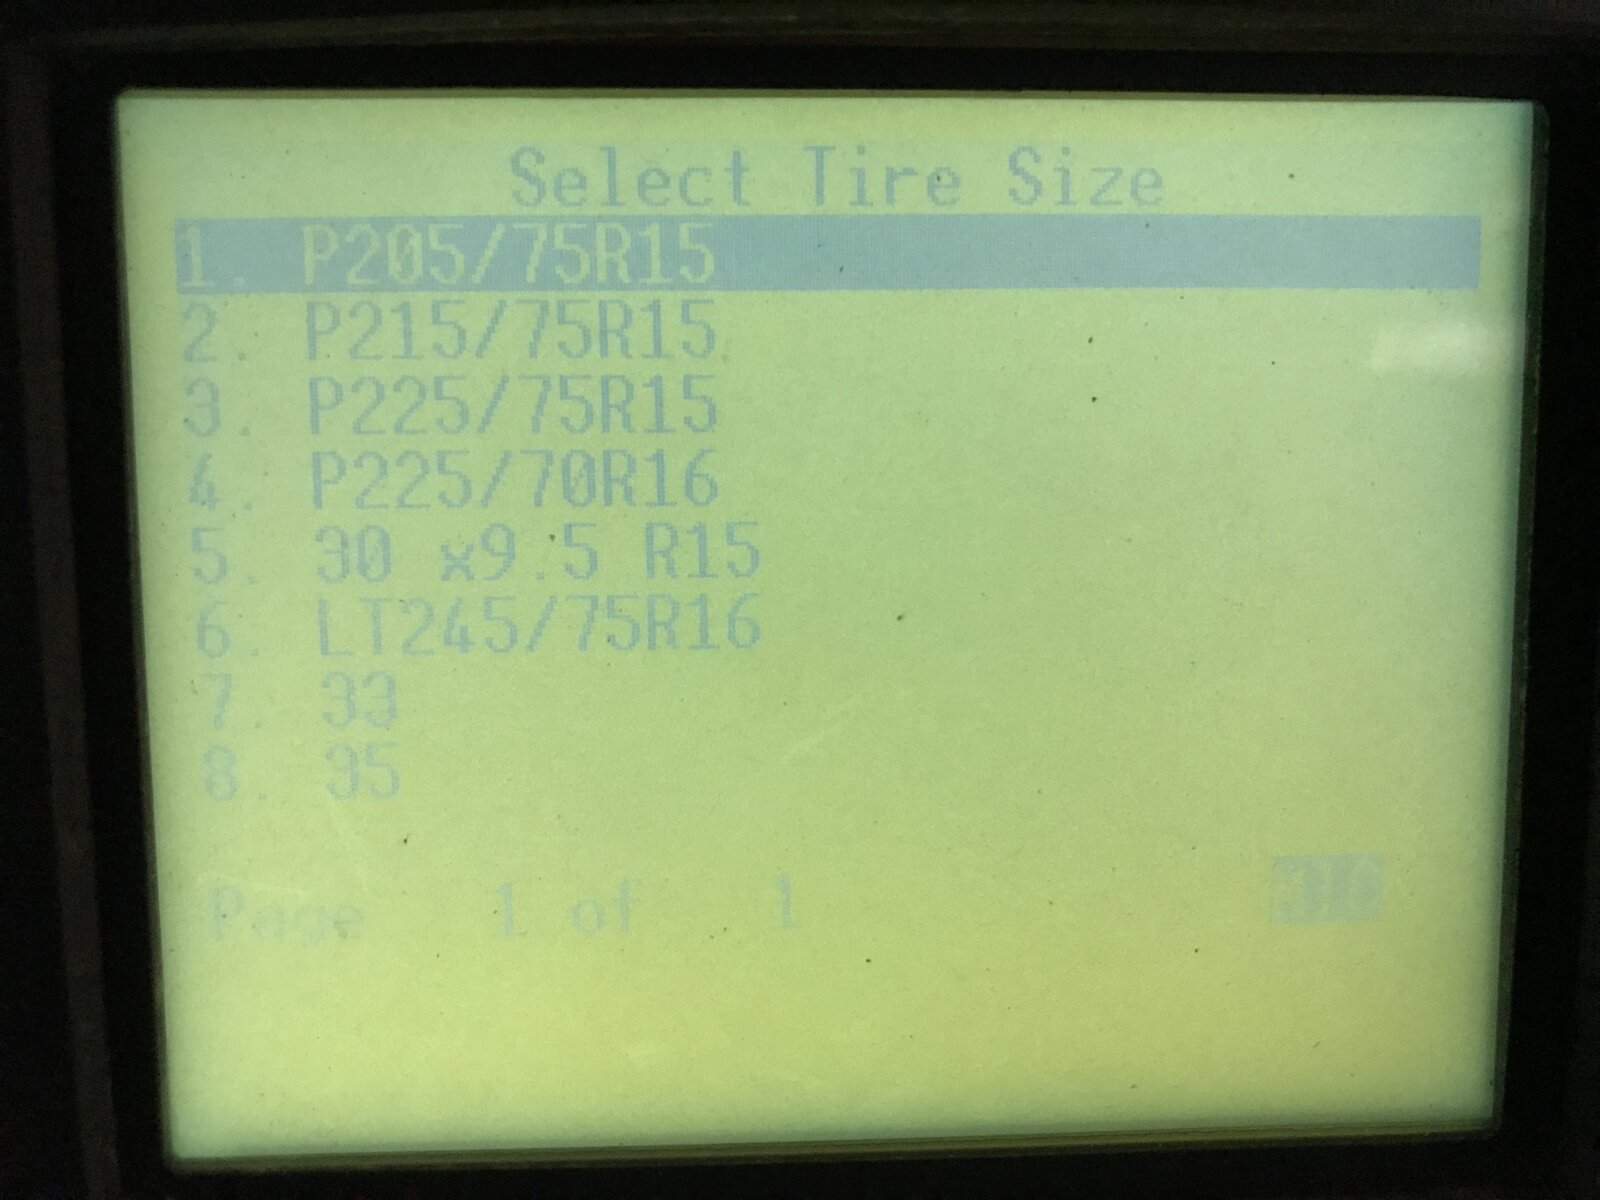 Select Tire Size
1. P205/75R15
2. P215/75R15
3. P225/75R15
4. P225/70R16
5. 30 x9.5 R15
6. LT245/75R16
7. 33
8. 35
Page 1 of 1